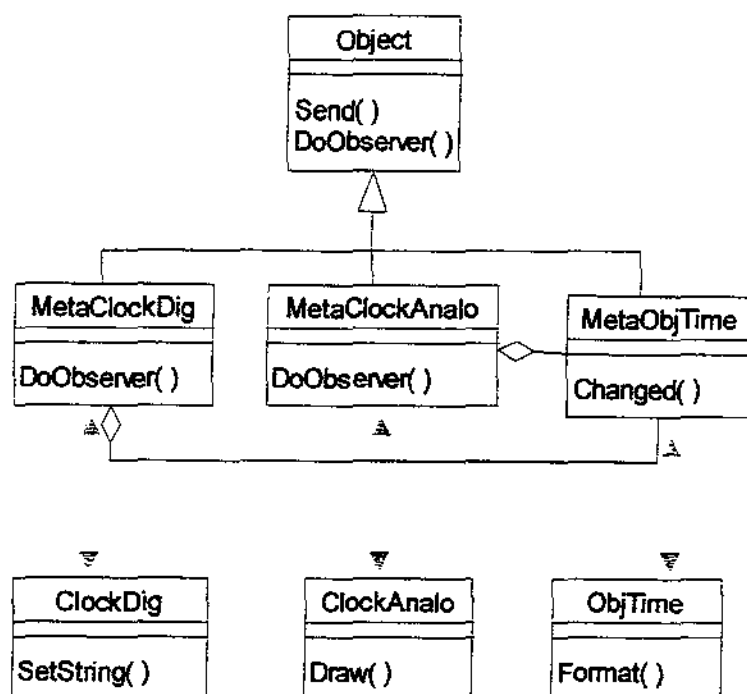 Object
Send( )
DoObserver( )
MetaClockDig
DoObserver( )
MetaClockAnalo
DoObserver( )
MetaObjTime
Changed( )
ClockDig
SetString( )
ClockAnalo
Draw( )
ObjTime
Format( )